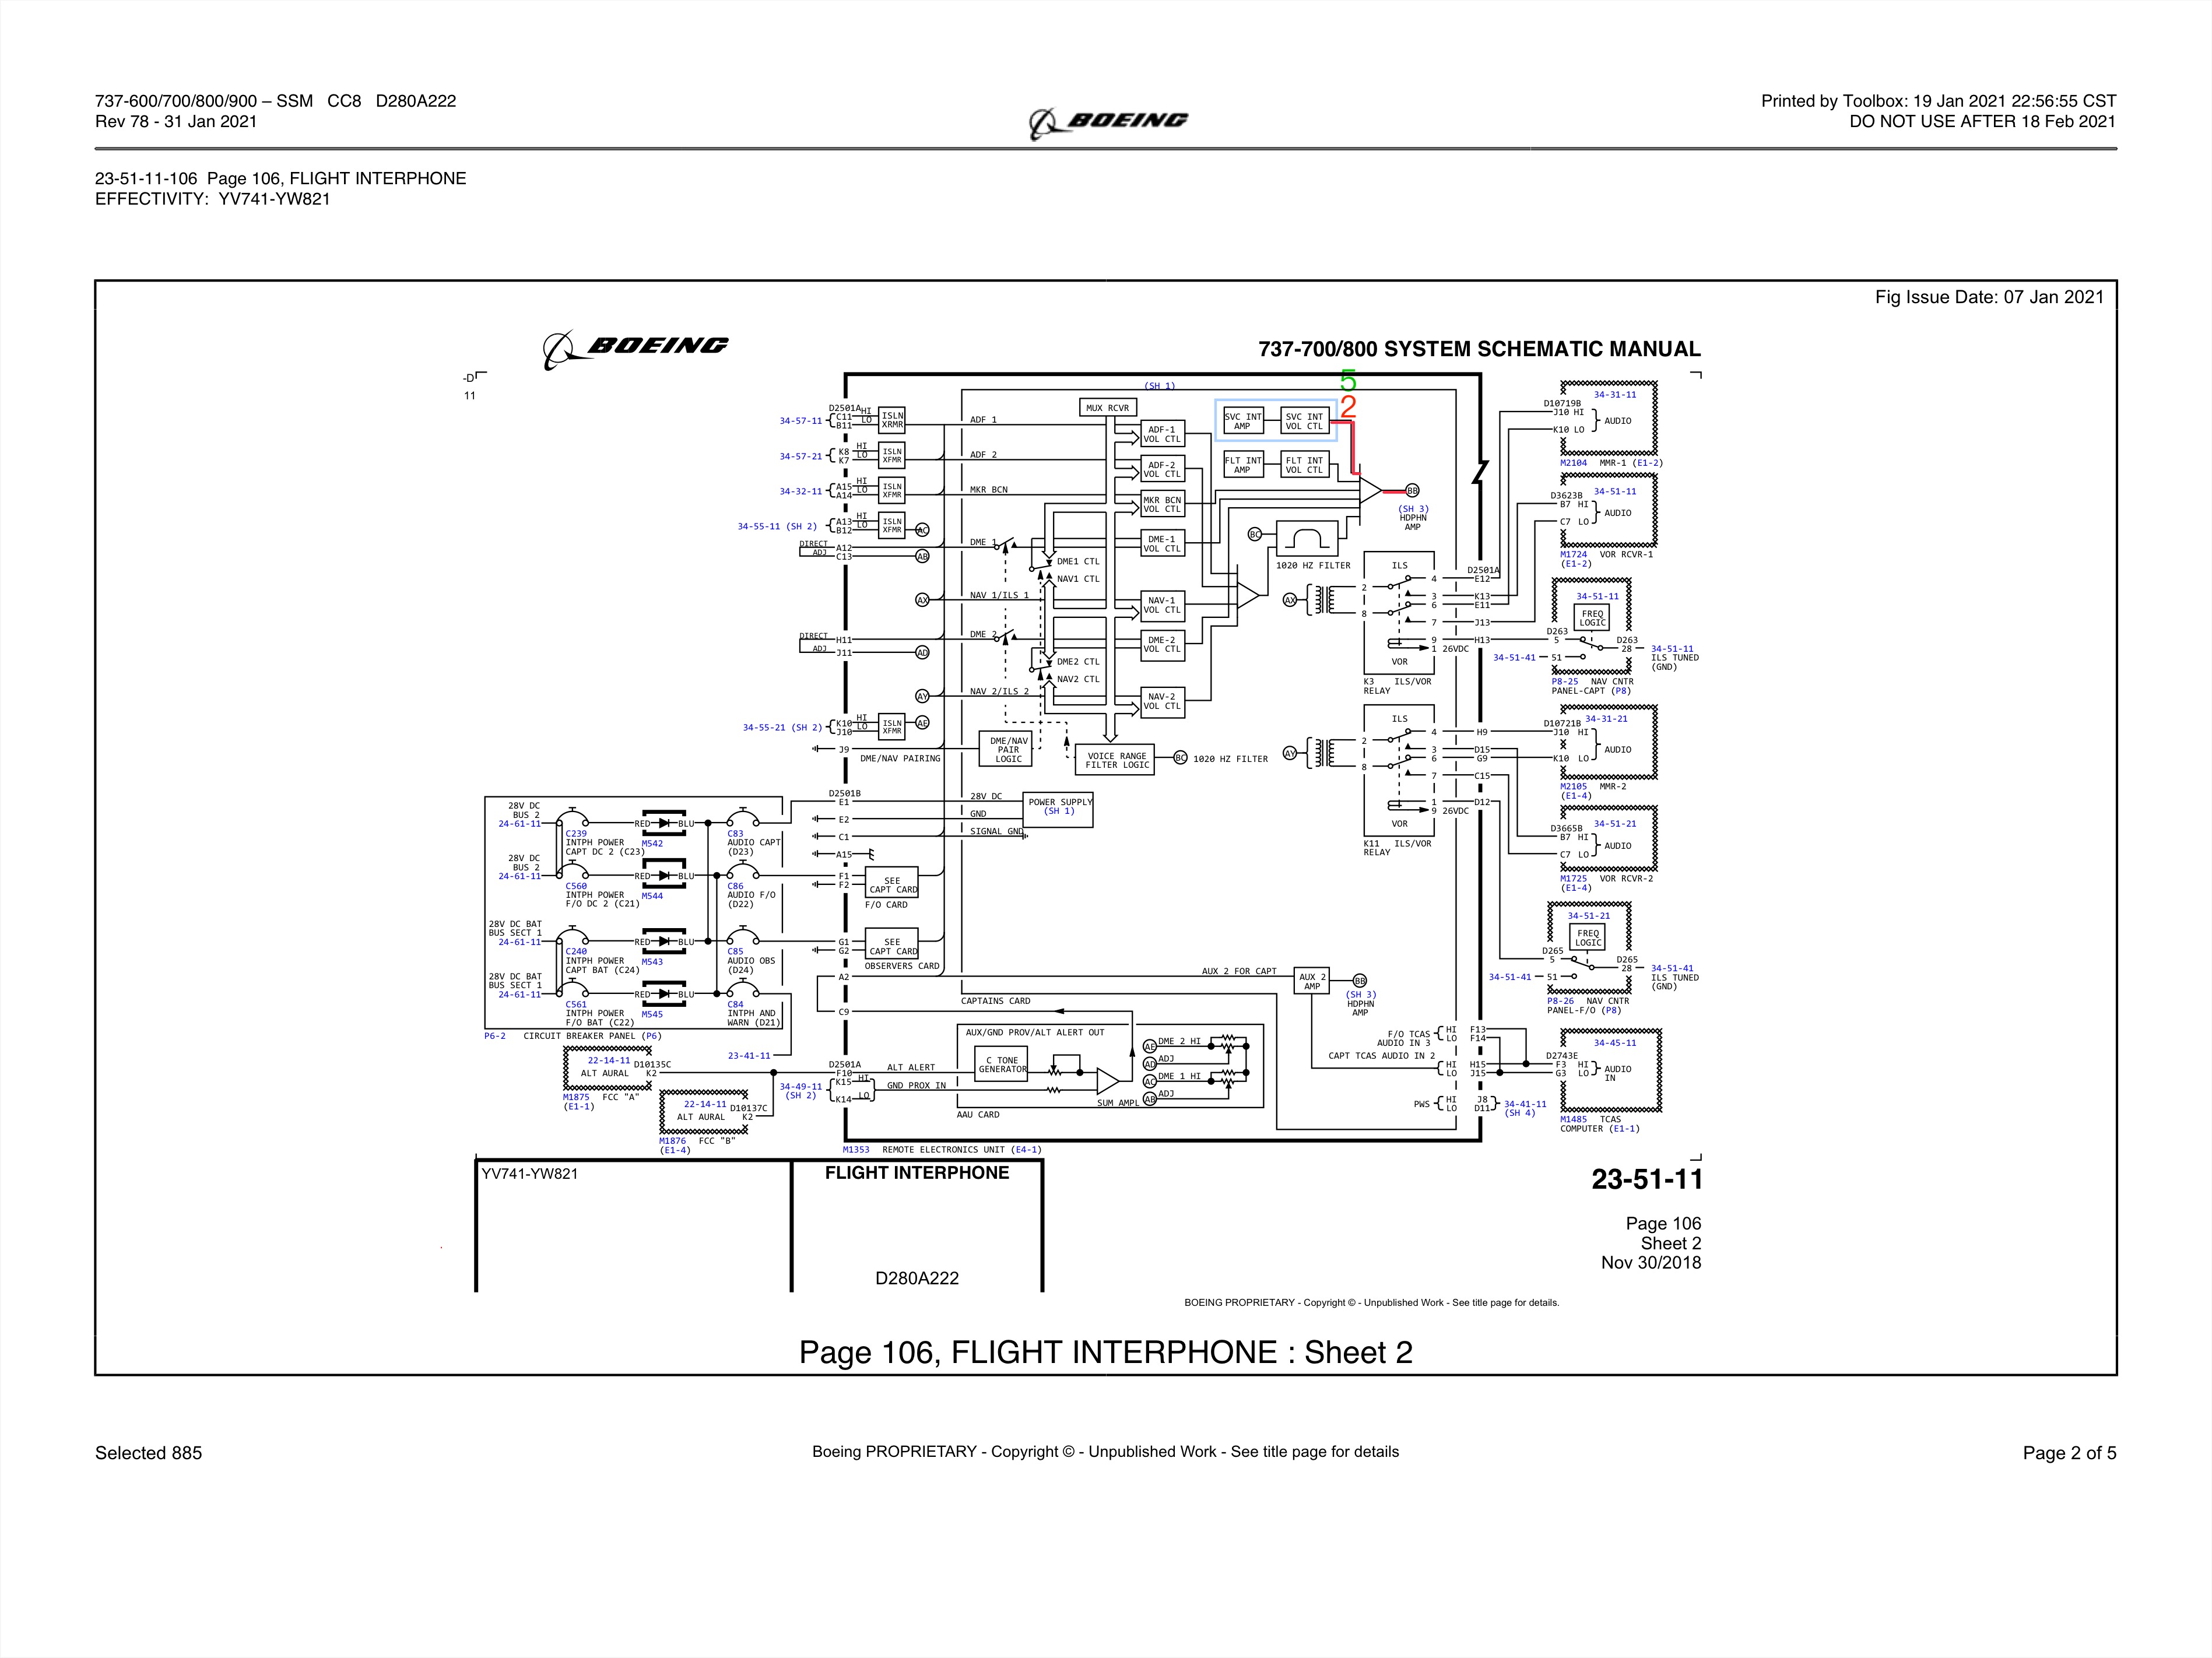 737-600/700/800/900 – SSM CC8 D280A222
Rev 78 - 31 Jan 2021
BOEING
Printed by Toolbox: 19 Jan 2021 22:56:55 CST
DO NOT USE AFTER 18 Feb 2021
23-51-11-106 Page 106, FLIGHT INTERPHONE
EFFECTIVITY: YV741-YW821
Fig Issue Date: 07 Jan 2021
BOEING
737-700/800 SYSTEM SCHEMATIC MANUAL
-D
11
5
2
(SH 1)
D2501A
34-57-11
C11 HI
B11 LO
ISLN
XRMR
ADF 1
34-57-21
K8 HI
K7 LO
ISLN
XFMR
ADF 2
34-32-11
A15 HI
A14 LO
ISLN
XFMR
MKR BCN
34-55-11 (SH 2)
A13 HI
B12 LO
ISLN
XFMR
AC
DIRECT
A12
ADJ
C13
AB
DME 1
AX
NAV 1/ILS 1
DIRECT
H11
ADJ
J11
AD
DME 2
AY
NAV 2/ILS 2
34-55-21 (SH 2)
K10 HI
J10 LO
ISLN
XFMR
AE
J9
DME/NAV PAIRING
DME/NAV
PAIR
LOGIC
MUX RCVR
ADF-1
VOL CTL
ADF-2
VOL CTL
MKR BCN
VOL CTL
DME-1
VOL CTL
NAV-1
VOL CTL
DME-2
VOL CTL
NAV-2
VOL CTL
DME1 CTL
NAV1 CTL
DME2 CTL
NAV2 CTL
VOICE RANGE
FILTER LOGIC
BC
1020 HZ FILTER
SVC INT
AMP
SVC INT
VOL CTL
FLT INT
AMP
FLT INT
VOL CTL
BB
(SH 3)
HDPHN
AMP
BC
1020 HZ FILTER
AX
2
8
ILS
4
3
6
7
9
1 26VDC
VOR
K3 ILS/VOR
RELAY
D2501A
E12
K13
E11
J13
H13
AY
2
8
ILS
4
3
6
7
1
9 26VDC
VOR
K11 ILS/VOR
RELAY
H9
D15
G9
C15
D12
34-31-11
D10719B
J10 HI
K10 LO
AUDIO
M2104 MMR-1 (E1-2)
34-51-11
D3623B
B7 HI
C7 LO
AUDIO
M1724 VOR RCVR-1
(E1-2)
34-51-11
FREQ
LOGIC
D263
5
D263
28
34-51-11
ILS TUNED
(GND)
34-51-41
51
P8-25 NAV CNTR
PANEL-CAPT (P8)
34-31-21
D10721B
J10 HI
K10 LO
AUDIO
M2105 MMR-2
(E1-4)
34-51-21
D3665B
B7 HI
C7 LO
AUDIO
M1725 VOR RCVR-2
(E1-4)
34-51-21
FREQ
LOGIC
D265
5
D265
28
34-51-41
ILS TUNED
(GND)
34-51-41
51
P8-26 NAV CNTR
PANEL-F/O (P8)
34-45-11
D2743E
F3 HI
G3 LO
AUDIO
IN
M1485 TCAS
COMPUTER (E1-1)
28V DC
BUS 2
24-61-11
C239
INTPH POWER
CAPT DC 2 (C23)
RED
BLU
M542
C83
AUDIO CAPT
(D23)
28V DC
BUS 2
24-61-11
C560
INTPH POWER
F/O DC 2 (C21)
RED
BLU
M544
C86
AUDIO F/O
(D22)
28V DC BAT
BUS SECT 1
24-61-11
C240
INTPH POWER
CAPT BAT (C24)
RED
BLU
M543
C85
AUDIO OBS
(D24)
28V DC BAT
BUS SECT 1
24-61-11
C561
INTPH POWER
F/O BAT (C22)
RED
BLU
M545
C84
INTPH AND
WARN (D21)
P6-2 CIRCUIT BREAKER PANEL (P6)
23-41-11
D2501B
E1
28V DC
E2
GND
C1
SIGNAL GND
A15
POWER SUPPLY
(SH 1)
F1
F2
SEE
CAPT CARD
F/O CARD
G1
G2
SEE
CAPT CARD
OBSERVERS CARD
A2
C9
CAPTAINS CARD
AUX 2 FOR CAPT
AUX 2
AMP
BB
(SH 3)
HDPHN
AMP
22-14-11
ALT AURAL
D10135C
K2
M1875 FCC "A"
(E1-1)
22-14-11
ALT AURAL
D10137C
K2
M1876 FCC "B"
(E1-4)
D2501A
F10
ALT ALERT
34-49-11
(SH 2)
K15 HI
K14 LO
GND PROX IN
AUX/GND PROV/ALT ALERT OUT
C TONE
GENERATOR
SUM AMPL
AAU CARD
AE
DME 2 HI
AD
ADJ
AC
DME 1 HI
AB
ADJ
F/O TCAS
AUDIO IN 3
HI F13
LO F14
CAPT TCAS AUDIO IN 2
HI H15
LO J15
PWS
HI J8
LO D11
34-41-11
(SH 4)
M1353 REMOTE ELECTRONICS UNIT (E4-1)
YV741-YW821
FLIGHT INTERPHONE
D280A222
23-51-11
Page 106
Sheet 2
Nov 30/2018
BOEING PROPRIETARY - Copyright © - Unpublished Work - See title page for details.
Page 106, FLIGHT INTERPHONE : Sheet 2
Selected 885
Boeing PROPRIETARY - Copyright © - Unpublished Work - See title page for details
Page 2 of 5